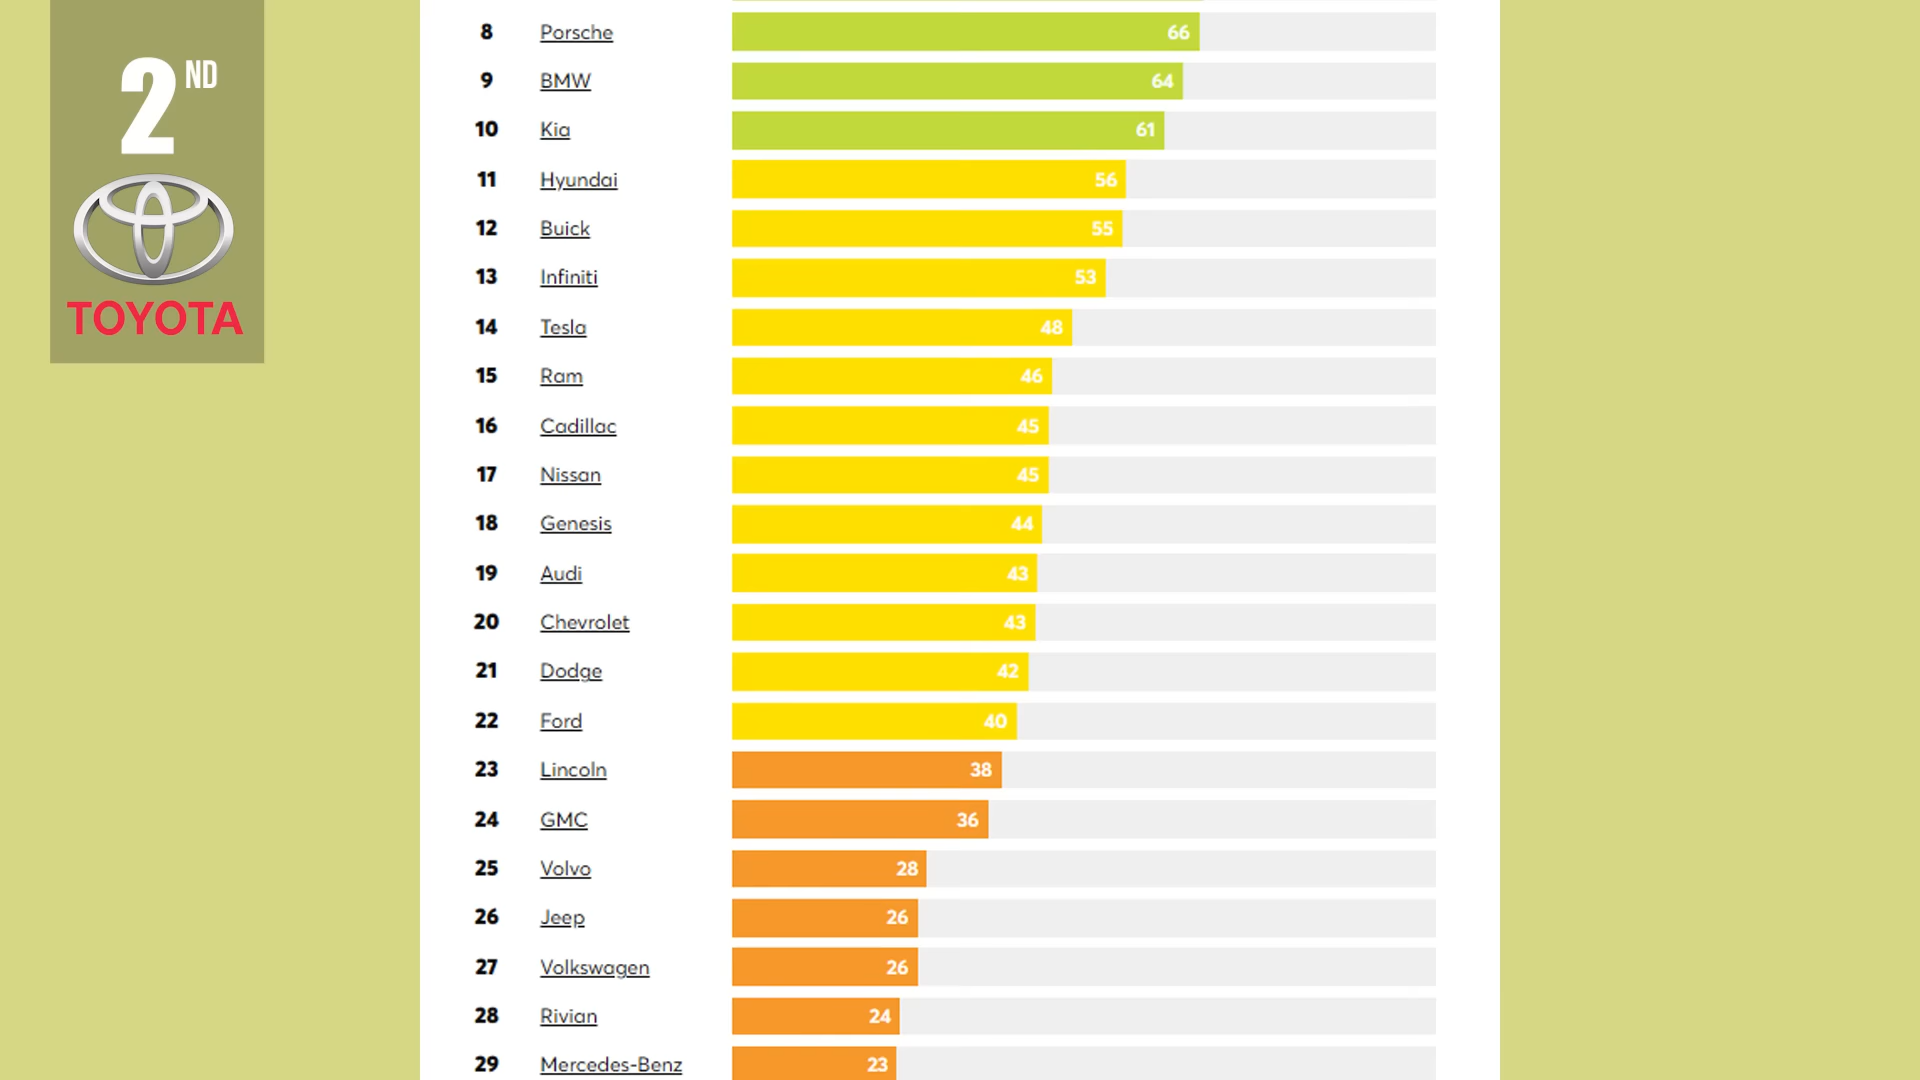 2ND
TOYOTA
8 Porsche 66
9 BMW 64
10 Kia 61
11 Hyundai 56
12 Buick 55
13 Infiniti 53
14 Tesla 48
15 Ram 46
16 Cadillac 45
17 Nissan 45
18 Genesis 44
19 Audi 43
20 Chevrolet 43
21 Dodge 42
22 Ford 40
23 Lincoln 38
24 GMC 36
25 Volvo 28
26 Jeep 26
27 Volkswagen 26
28 Rivian 24
29 Mercedes-Benz 23